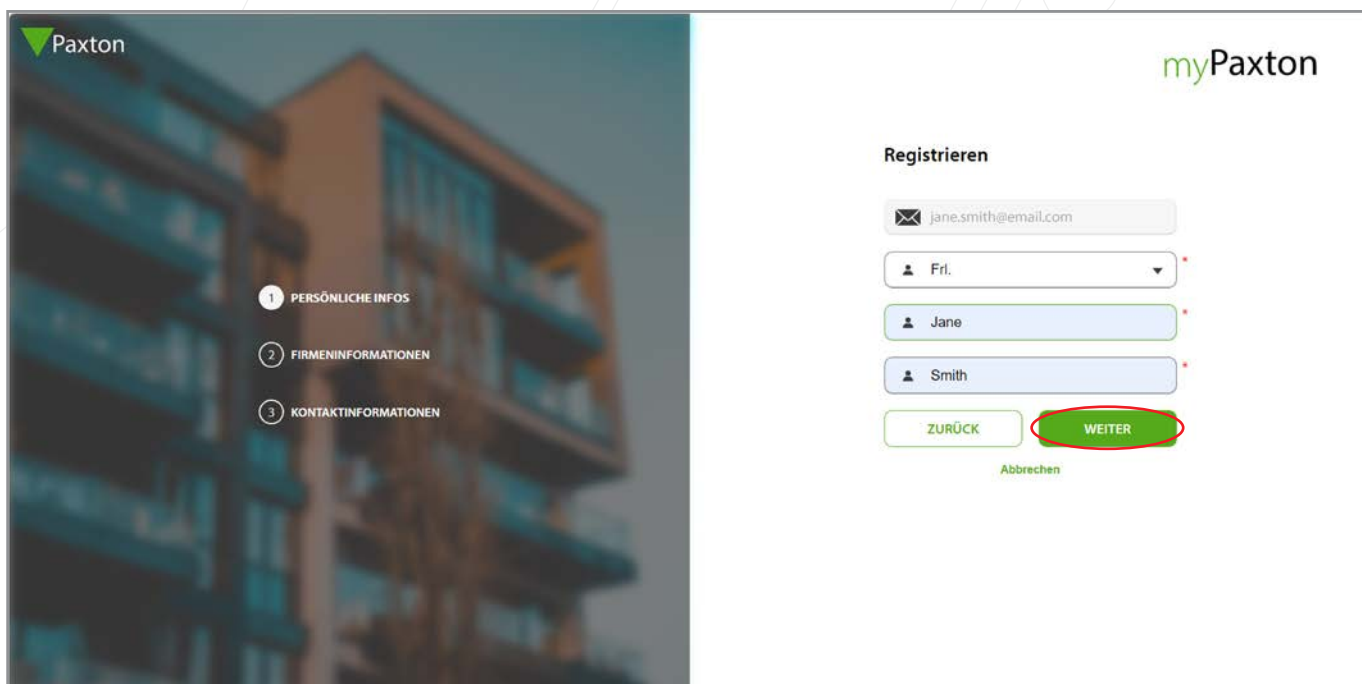 Paxton
myPaxton
1 PERSÖNLICHE INFOS
2 FIRMENINFORMATIONEN
3 KONTAKTINFORMATIONEN
Registrieren
jane.smith@email.com
Frl. *
Jane *
Smith *
ZURÜCK WEITER
Abbrechen